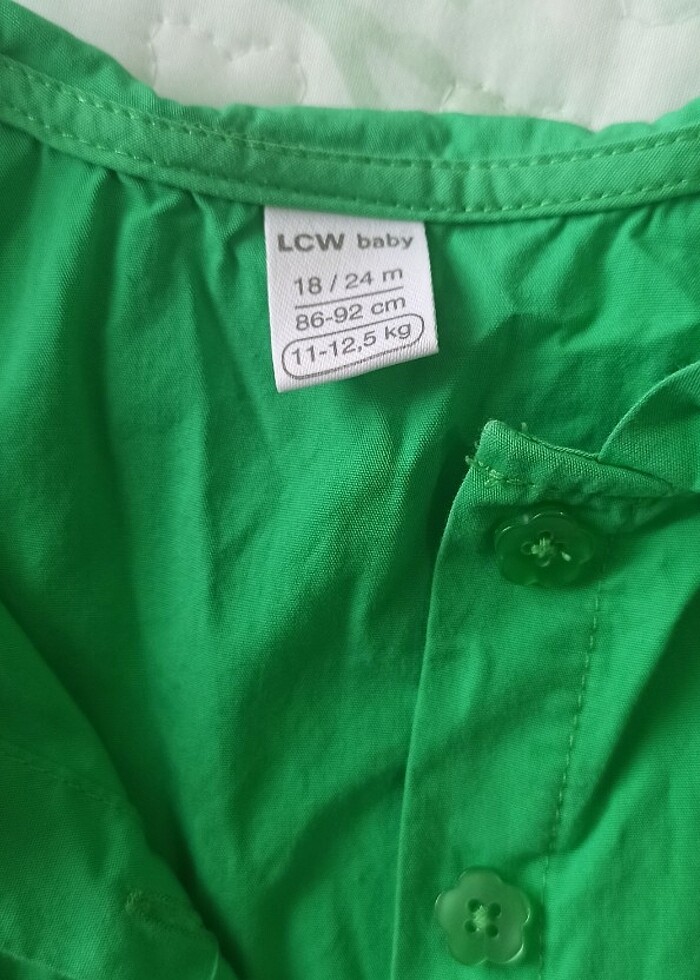 LCW baby
18 / 24 m
86-92 cm
11-12,5 kg